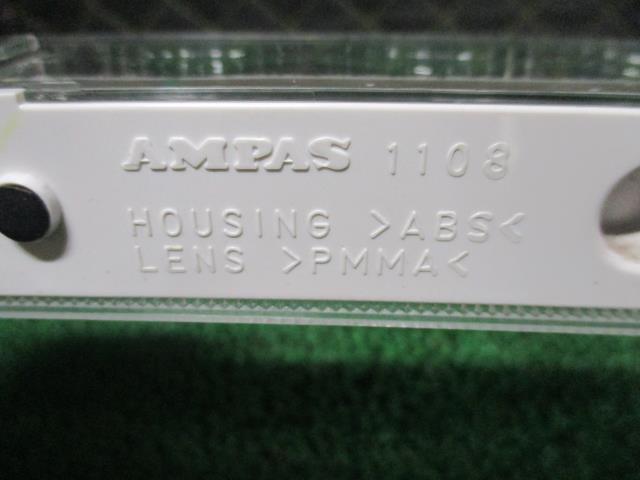 AMPAS 1108
HOUSING >ABS<
LENS >PMMA<